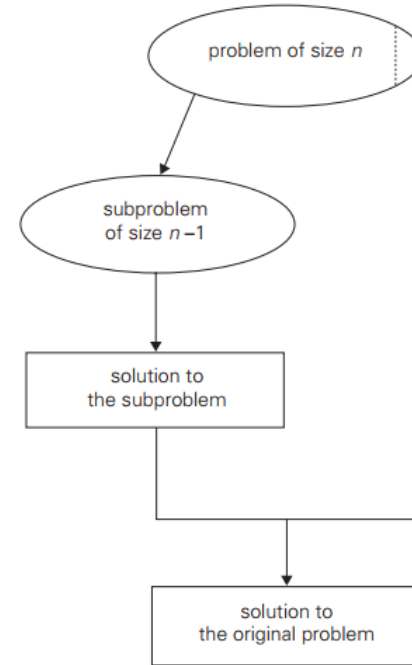 problem of size n
subproblem
of size n–1
solution to
the subproblem
solution to
the original problem